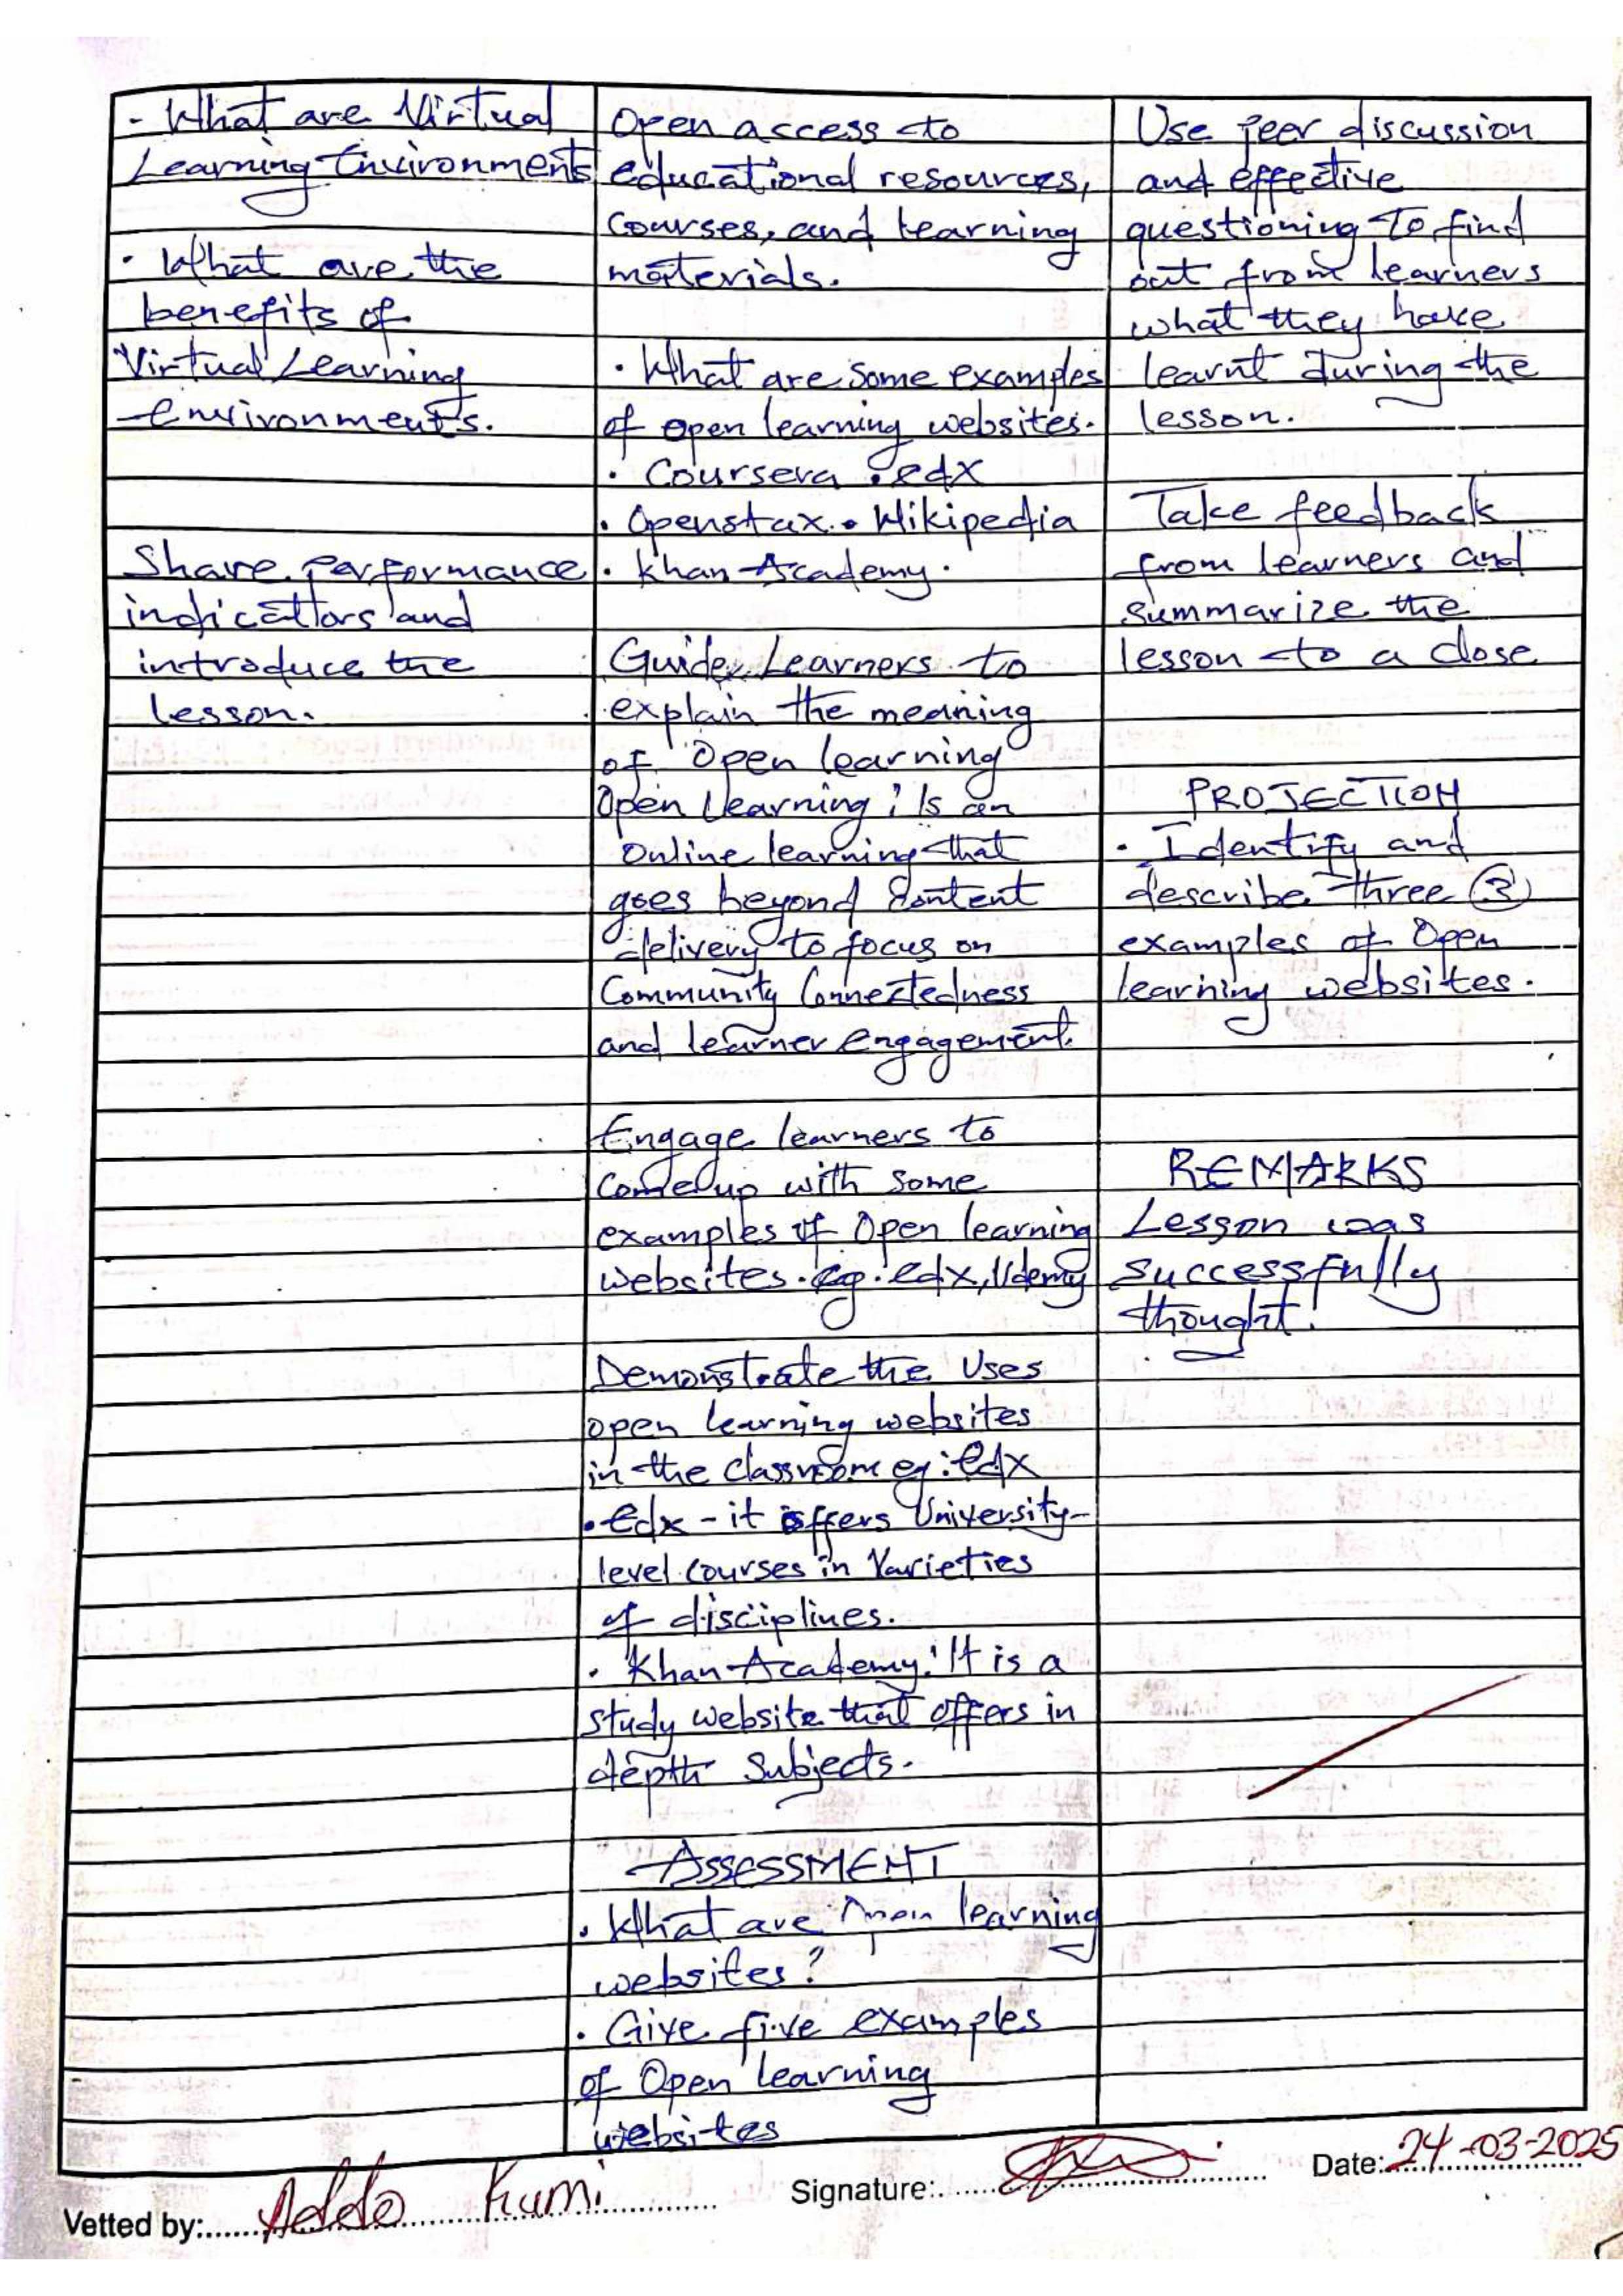 - What are Virtual
Learning Environments
· What are the
benefits of
Virtual Learning
environments.
Share performance
indicattors and
introduce the
lesson.
Open access to
educational resources,
courses, and learning
materials.
· What are some examples
of open learning websites.
· Coursera · edx
· Openstax · Wikipedia
· Khan Academy.
Guide Learners to
explain the meaning
of Open learning
Open Learning: Is an
Online learning that
goes beyond Content
delivery to focus on
Community Connectedness
and learner engagement.
Engage learners to
Come up with some
examples of Open learning
websites. eg. edx, Udemy
Demonstrate the Uses
open learning websites
in the classroom eg: edx
· edx - it offers University-
level courses in Varieties
of disciplines.
· Khan Academy: It is a
study website that offers in
depth Subjects.
ASSESSMENT
· What are Open learning
websites?
· Give five examples
of Open learning
websites
Use peer discussion
and effective
questioning to find
out from learners
what they have
learnt during the
lesson.
Take feedback
from learners and
summarize the
lesson to a close
PROJECTION
· Identify and
describe three (3)
examples of Open
learning websites.
REMARKS
Lesson was
successfully
thought!
Vetted by: Addo Kumi
Signature:
Date: 24-03-2025